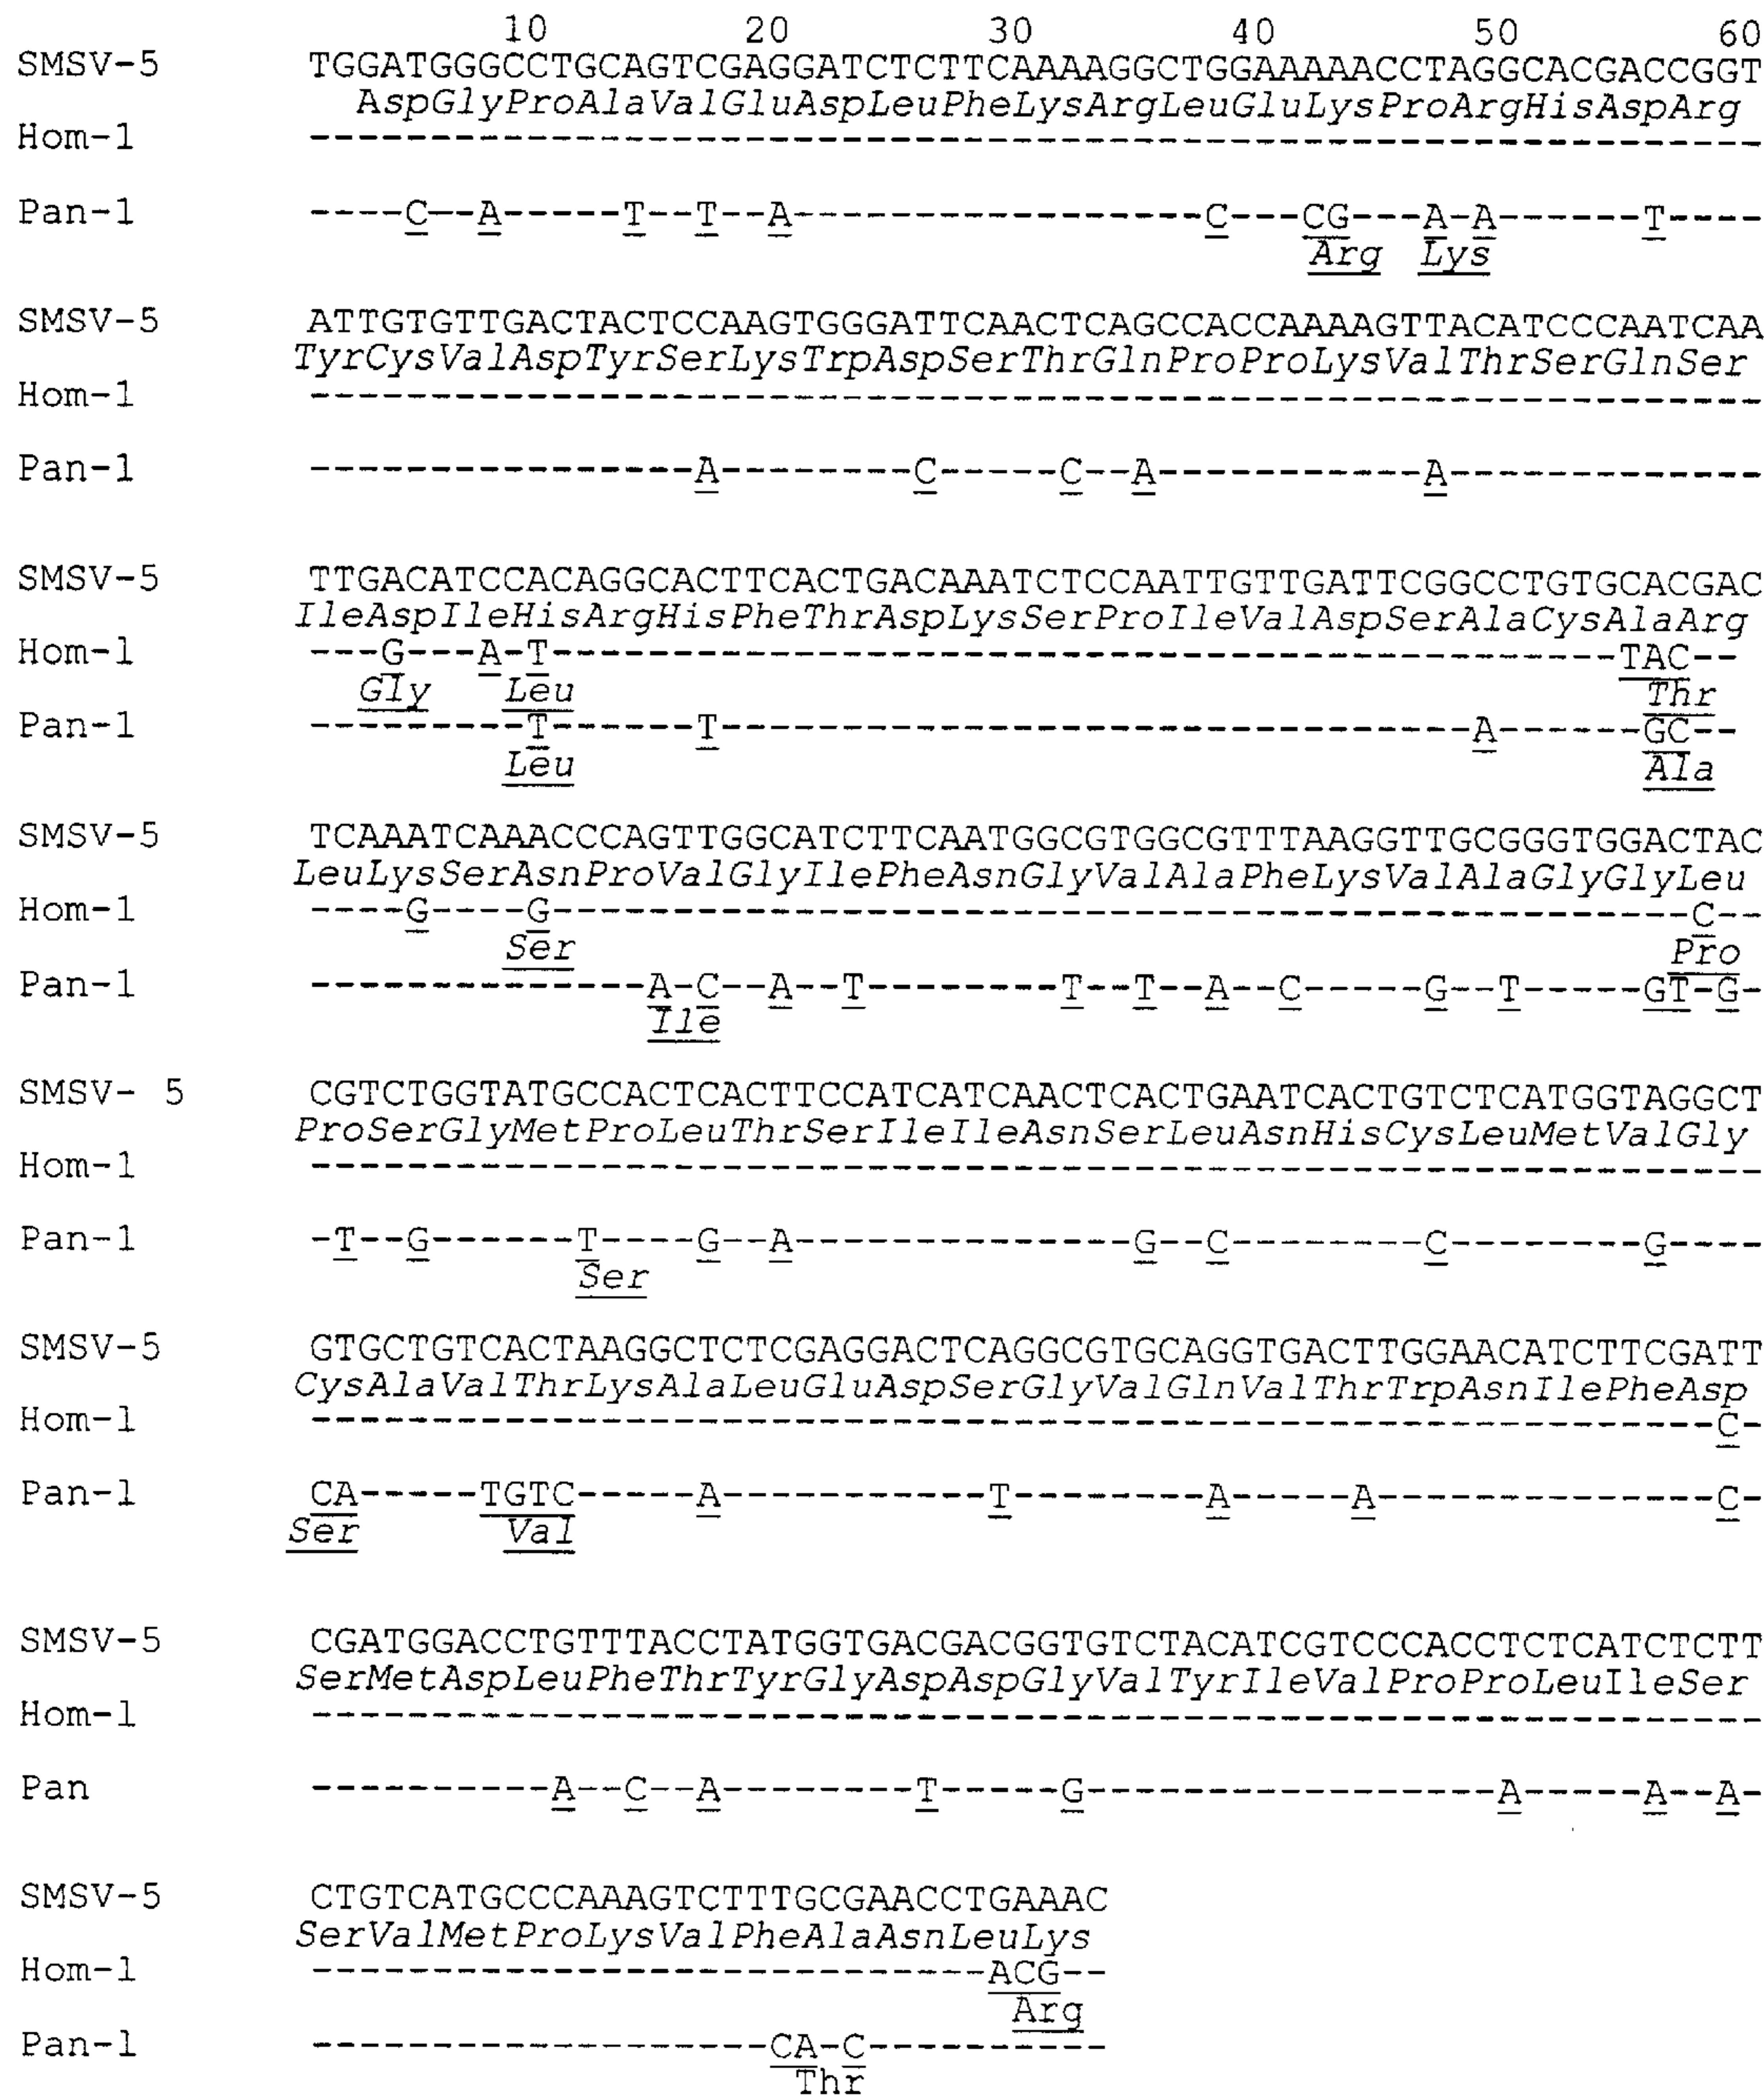 10 20 30 40 50 60
SMSV-5 TGGATGGGCCTGCAGTCGAGGATCTCTTCAAAAGGCTGGAAAAACCTAGGCACGACCGGT
AspGlyProAlaValGluAspLeuPheLysArgLeuGluLysProArgHisAspArg
Hom-1 ------------------------------------------------------------
Pan-1 ----C--A-----T--T--A-----------------C---CG---A-A------T----
Arg Lys
SMSV-5 ATTGTGTTGACTACTCCAAGTGGGATTCAACTCAGCCACCAAAAGTTACATCCCAATCAA
TyrCysValAspTyrSerLysTrpAspSerThrGlnProProLysValThrSerGlnSer
Hom-1 ------------------------------------------------------------
Pan-1 ----------------A--------C-----C--A-----------A-------------
SMSV-5 TTGACATCCACAGGCACTTCACTGACAAATCTCCAATTGTTGATTCGGCCTGTGCACGAC
IleAspIleHisArgHisPheThrAspLysSerProIleValAspSerAlaCysAlaArg
Hom-1 ---G---A-T--------------------------------------------TAC--
Gly Leu Thr
Pan-1 ---------T------T-------------------------------A------GC--
Leu Ala
SMSV-5 TCAAATCAAACCCAGTTGGCATCTTCAATGGCGTGGCGTTTAAGGTTGCGGGTGGACTAC
LeuLysSerAsnProValGlyIlePheAsnGlyValAlaPheLysValAlaGlyGlyLeu
Hom-1 ----G----G-----------------------------------------------C--
Ser Pro
Pan-1 --------------A-C--A--T--------T--T--A--C-----G--T-----GT-G-
Ile
SMSV- 5 CGTCTGGTATGCCACTCACTTCCATCATCAACTCACTGAATCACTGTCTCATGGTAGGCT
ProSerGlyMetProLeuThrSerIleIleAsnSerLeuAsnHisCysLeuMetValGly
Hom-1 ------------------------------------------------------------
Pan-1 -T--G------T----G--A--------------G--C--------C--------G----
Ser
SMSV-5 GTGCTGTCACTAAGGCTCTCGAGGACTCAGGCGTGCAGGTGACTTGGAACATCTTCGATT
CysAlaValThrLysAlaLeuGluAspSerGlyValGlnValThrTrpAsnIlePheAsp
Hom-1 ----------------------------------------------------------C-
Pan-1 CA-----TGTC-----A-----------T--------A-----A--------------C-
Ser Val
SMSV-5 CGATGGACCTGTTTACCTATGGTGACGACGGTGTCTACATCGTCCCACCTCTCATCTCTT
SerMetAspLeuPheThrTyrGlyAspAspGlyValTyrIleValProProLeuIleSer
Hom-1 ------------------------------------------------------------
Pan ----------A--C--A--------T-----G-----------------A-----A--A-
SMSV-5 CTGTCATGCCCAAAGTCTTTGCGAACCTGAAAC
SerValMetProLysValPheAlaAsnLeuLys
Hom-1 ----------------------------ACG--
Arg
Pan-1 -------------------CA-C----------
Thr